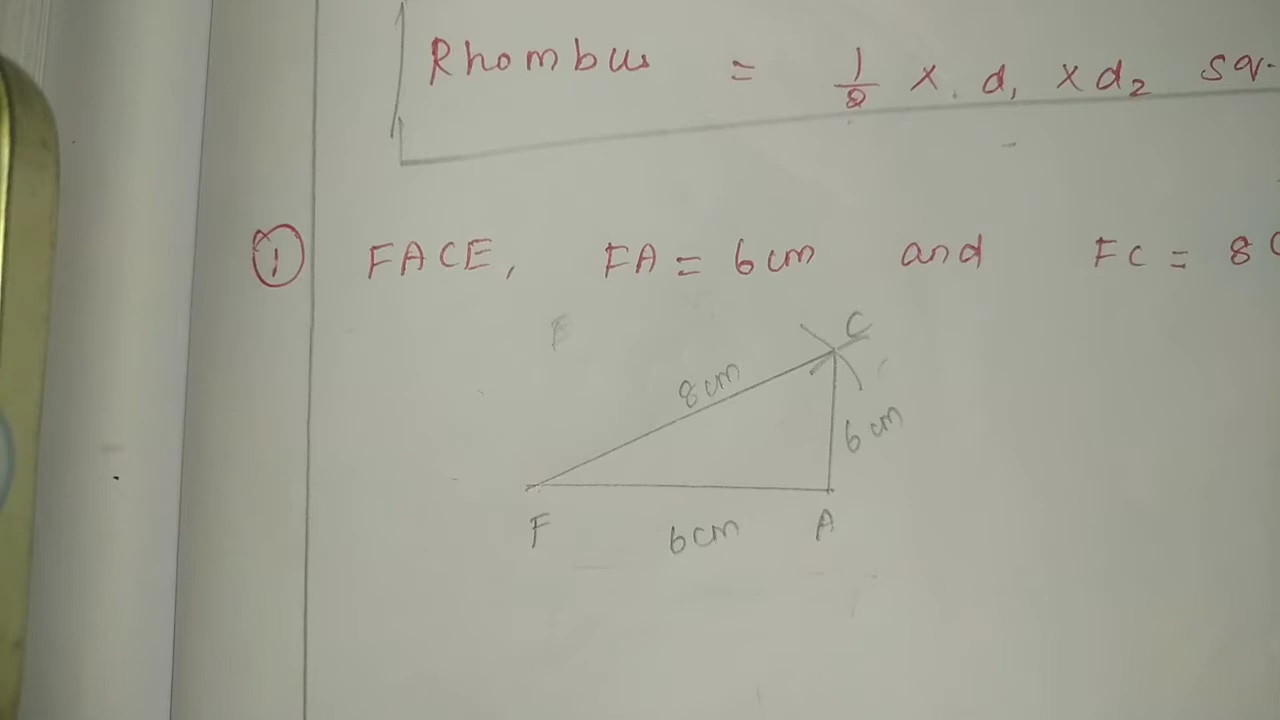 Rhombus = 1/2 × d1 × d2 sq.
① FACE, FA = 6cm and FC = 8
E
C
8cm
6cm
F 6cm A